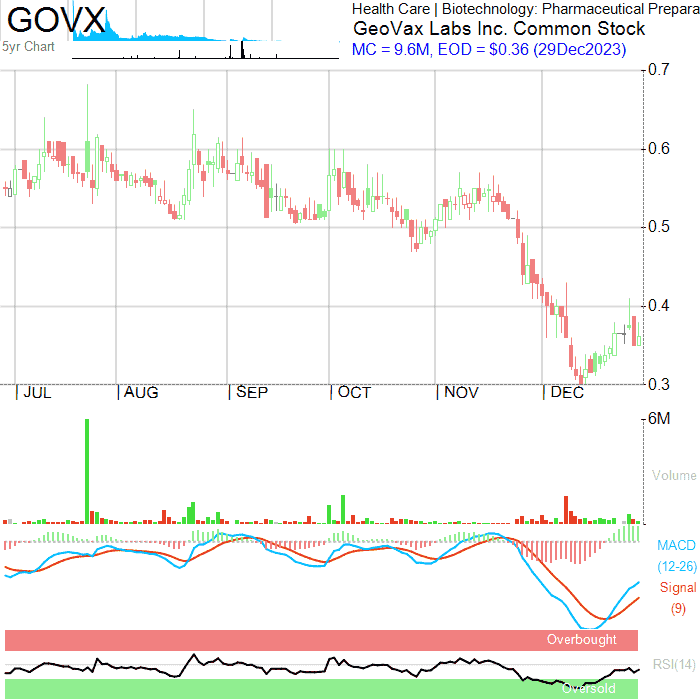 GOVX
5yr Chart
Health Care | Biotechnology: Pharmaceutical Prepara
GeoVax Labs Inc. Common Stock
MC = 9.6M, EOD = $0.36 (29Dec2023)
0.7
0.6
0.5
0.4
0.3
JUL AUG SEP OCT NOV DEC
6M
Volume
MACD
(12-26)
Signal
(9)
Overbought
RSI(14)
Oversold